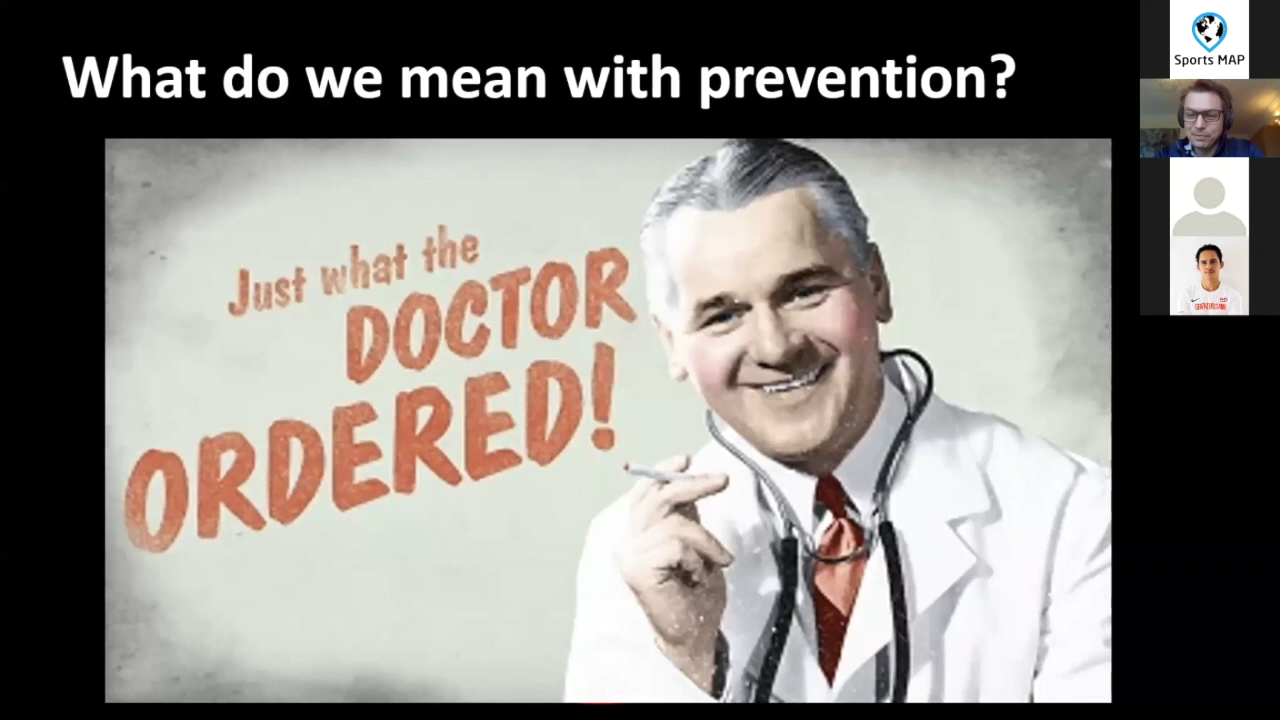 What do we mean with prevention?
Just what the
DOCTOR
ORDERED!
Sports MAP